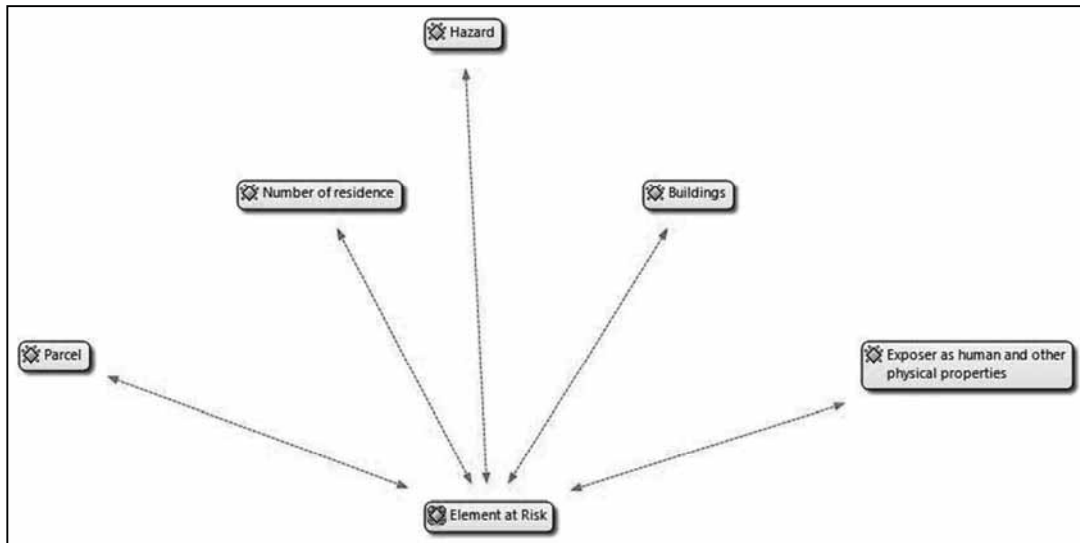 Hazard
Number of residence
Buildings
Parcel
Exposer as human and other
physical properties
Element at Risk